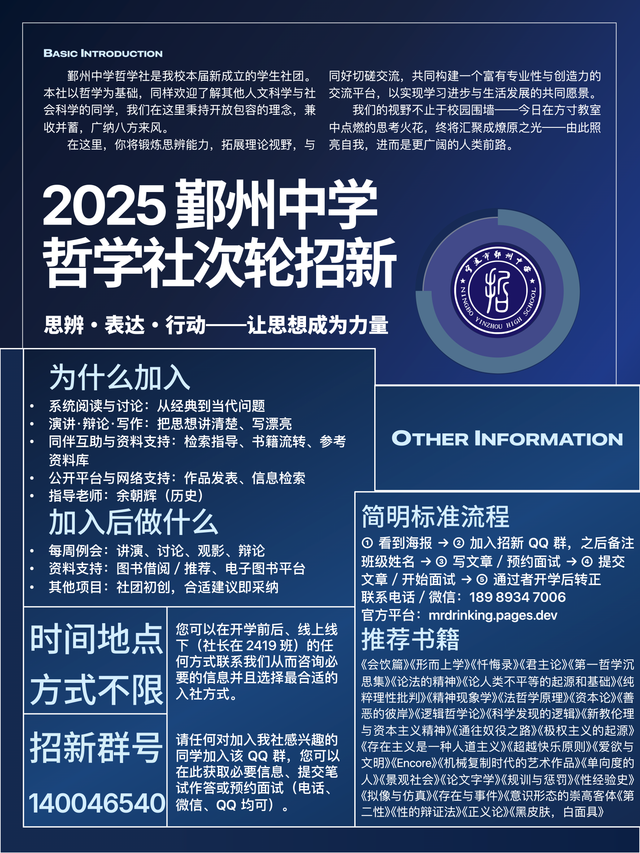 BASIC INTRODUCTION
鄞州中学哲学社是我校本届新成立的学生社团。
本社以哲学为基础，同样欢迎了解其他人文科学与社
会科学的同学，我们在这里秉持开放包容的理念，兼
收并蓄，广纳八方来风。
在这里，你将锻炼思辨能力，拓展理论视野，与
同好切磋交流，共同构建一个富有专业性与创造力的
交流平台，以实现学习进步与生活发展的共同愿景。
我们的视野不止于校园围墙——今日在方寸教室
中点燃的思考火花，终将汇聚成燎原之光——由此照
亮自我，进而是更广阔的人类前路。
2025 鄞州中学
哲学社次轮招新
思辨·表达·行动——让思想成为力量
宁波市鄞州中学
哲
NINGBO YINZHOU HIGH SCHOOL
为什么加入
• 系统阅读与讨论：从经典到当代问题
• 演讲·辩论·写作：把思想讲清楚、写漂亮
• 同伴互助与资料支持：检索指导、书籍流转、参考
资料库
• 公开平台与网络支持：作品发表、信息检索
• 指导老师：余朝辉（历史）
加入后做什么
• 每周例会：讲演、讨论、观影、辩论
• 资料支持：图书借阅 / 推荐、电子图书平台
• 其他项目：社团初创，合适建议即采纳
OTHER INFORMATION
简明标准流程
① 看到海报 → ② 加入招新 QQ 群，之后备注
班级姓名 → ③ 写文章 / 预约面试 → ④ 提交
文章 / 开始面试 → ⑤ 通过者开学后转正
联系电话 / 微信：189 8934 7006
官方平台：mrdrinking.pages.dev
推荐书籍
《会饮篇》《形而上学》《忏悔录》《君主论》《第一哲学沉
思集》《论法的精神》《论人类不平等的起源和基础》《纯
粹理性批判》《精神现象学》《法哲学原理》《资本论》《善
恶的彼岸》《逻辑哲学论》《科学发现的逻辑》《新教伦理
与资本主义精神》《通往奴役之路》《极权主义的起源》
《存在主义是一种人道主义》《超越快乐原则》《爱欲与
文明》《Encore》《机械复制时代的艺术作品》《单向度的
人》《景观社会》《论文字学》《规训与惩罚》《性经验史》
《拟像与仿真》《存在与事件》《意识形态的崇高客体》《第
二性》《性的辩证法》《正义论》《黑皮肤，白面具》
时间地点
方式不限
您可以在开学前后、线上线
下（社长在 2419 班）的任
何方式联系我们从而咨询必
要的信息并且选择最合适的
入社方式。
招新群号
140046540
请任何对加入我社感兴趣的
同学加入该 QQ 群，您可以
在此获取必要信息、提交笔
试作答或预约面试（电话、
微信、QQ 均可）。